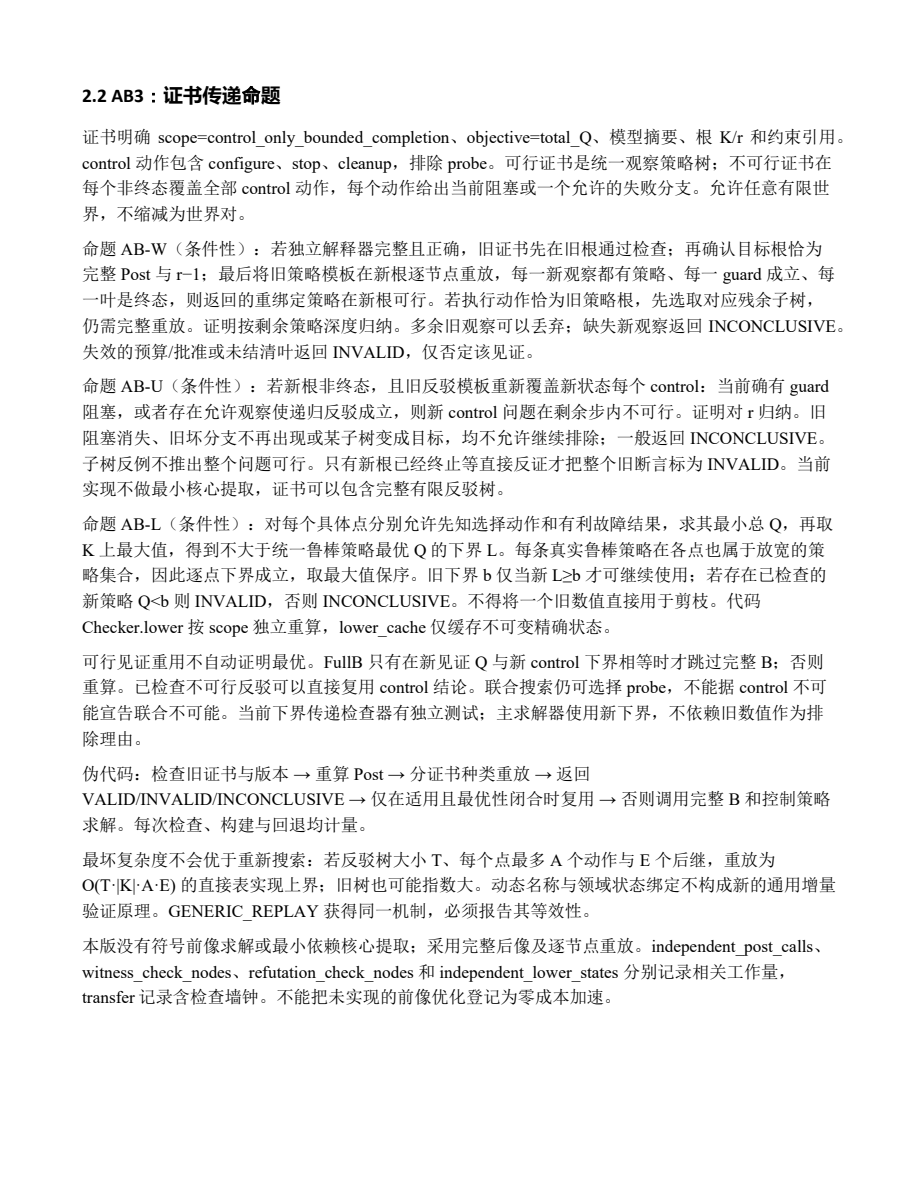 2.2 AB3：证书传递命题
证书明确 scope=control_only_bounded_completion、objective=total_Q、模型摘要、根 K/r 和约束引用。
control 动作包含 configure、stop、cleanup，排除 probe。可行证书是统一观察策略树；不可行证书在
每个非终态覆盖全部 control 动作，每个动作给出当前阻塞或一个允许的失败分支。允许任意有限世
界，不缩减为世界对。
命题 AB-W（条件性）：若独立解释器完整且正确，旧证书先在旧根通过检查；再确认目标根恰为
完整 Post 与 r−1；最后将旧策略模板在新根逐节点重放，每一新观察都有策略、每一 guard 成立、每
一叶是终态，则返回的重绑定策略在新根可行。若执行动作恰为旧策略根，先选取对应残余子树，
仍需完整重放。证明按剩余策略深度归纳。多余旧观察可以丢弃；缺失新观察返回 INCONCLUSIVE。
失效的预算/批准或未结清叶返回 INVALID，仅否定该见证。
命题 AB-U（条件性）：若新根非终态，且旧反驳模板重新覆盖新状态每个 control：当前确有 guard
阻塞，或者存在允许观察使递归反驳成立，则新 control 问题在剩余步内不可行。证明对 r 归纳。旧
阻塞消失、旧坏分支不再出现或某子树变成目标，均不允许继续排除；一般返回 INCONCLUSIVE。
子树反例不推出整个问题可行。只有新根已经终止等直接反证才把整个旧断言标为 INVALID。当前
实现不做最小核心提取，证书可以包含完整有限反驳树。
命题 AB-L（条件性）：对每个具体点分别允许先知选择动作和有利故障结果，求其最小总 Q，再取
K 上最大值，得到不大于统一鲁棒策略最优 Q 的下界 L。每条真实鲁棒策略在各点也属于放宽的策
略集合，因此逐点下界成立，取最大值保序。旧下界 b 仅当新 L≥b 才可继续使用；若存在已检查的
新策略 Q<b 则 INVALID，否则 INCONCLUSIVE。不得将一个旧数值直接用于剪枝。代码
Checker.lower 按 scope 独立重算，lower_cache 仅缓存不可变精确状态。
可行见证重用不自动证明最优。FullB 只有在新见证 Q 与新 control 下界相等时才跳过完整 B；否则
重算。已检查不可行反驳可以直接复用 control 结论。联合搜索仍可选择 probe，不能据 control 不可
能宣告联合不可能。当前下界传递检查器有独立测试；主求解器使用新下界，不依赖旧数值作为排
除理由。
伪代码：检查旧证书与版本 → 重算 Post → 分证书种类重放 → 返回
VALID/INVALID/INCONCLUSIVE → 仅在适用且最优性闭合时复用 → 否则调用完整 B 和控制策略
求解。每次检查、构建与回退均计量。
最坏复杂度不会优于重新搜索：若反驳树大小 T、每个点最多 A 个动作与 E 个后继，重放为
O(T·|K|·A·E) 的直接表实现上界；旧树也可能指数大。动态名称与领域状态绑定不构成新的通用增量
验证原理。GENERIC_REPLAY 获得同一机制，必须报告其等效性。
本版没有符号前像求解或最小依赖核心提取；采用完整后像及逐节点重放。independent_post_calls、
witness_check_nodes、refutation_check_nodes 和 independent_lower_states 分别记录相关工作量，
transfer 记录含检查墙钟。不能把未实现的前像优化登记为零成本加速。